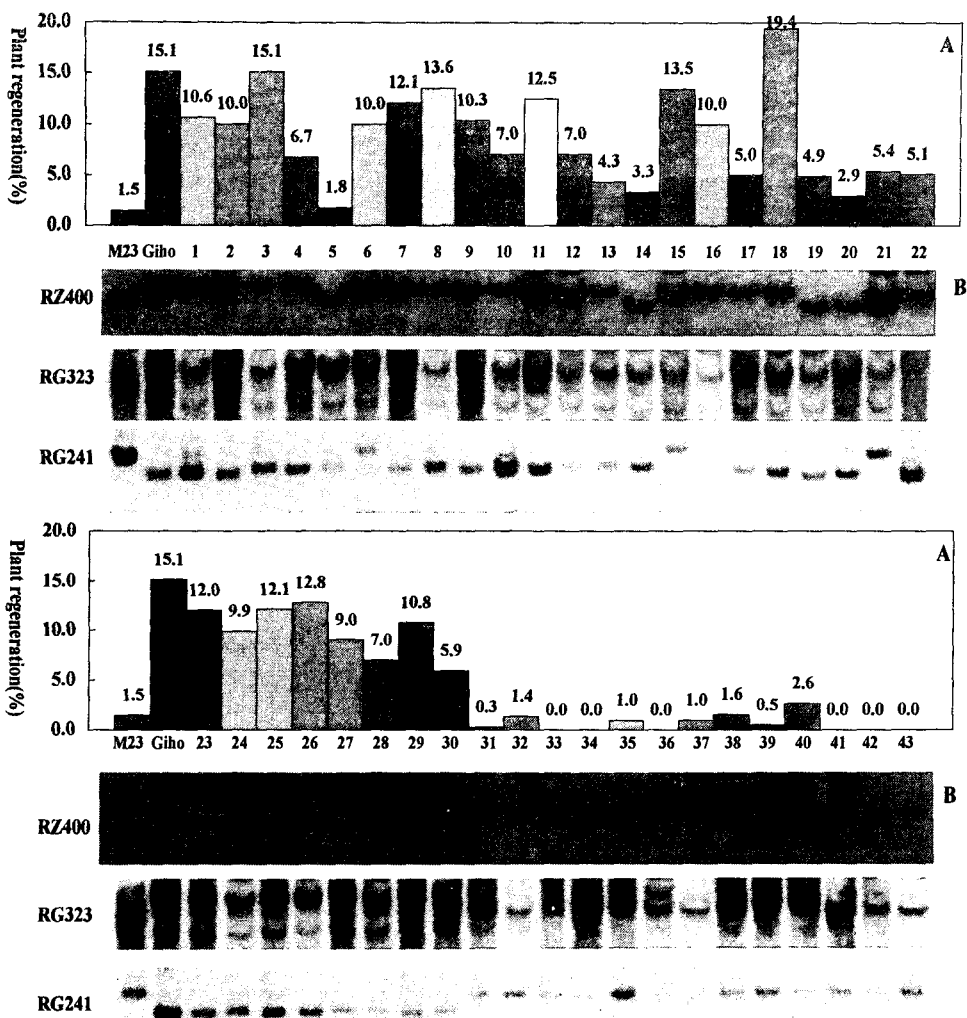 20.0
15.0
10.0
5.0
0.0
Plant regeneration(%)
A
1.5 15.1 10.6 10.0 15.1 6.7 1.8 10.0 12.1 13.6 10.3 7.0 12.5 7.0 4.3 3.3 13.5 10.0 5.0 19.4 4.9 2.9 5.4 5.1
M23 Giho 1 2 3 4 5 6 7 8 9 10 11 12 13 14 15 16 17 18 19 20 21 22
B
RZ400
RG323
RG241
20.0
15.0
10.0
5.0
0.0
Plant regeneration(%)
A
1.5 15.1 12.0 9.9 12.1 12.8 9.0 7.0 10.8 5.9 0.3 1.4 0.0 0.0 1.0 0.0 1.0 1.6 0.5 2.6 0.0 0.0 0.0
M23 Giho 23 24 25 26 27 28 29 30 31 32 33 34 35 36 37 38 39 40 41 42 43
B
RZ400
RG323
RG241